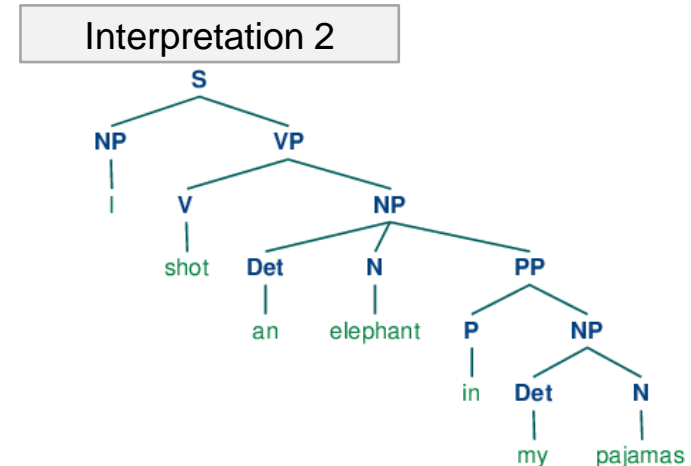 Interpretation 2
S
NP VP
I V NP
shot Det N PP
an elephant P NP
in Det N
my pajamas